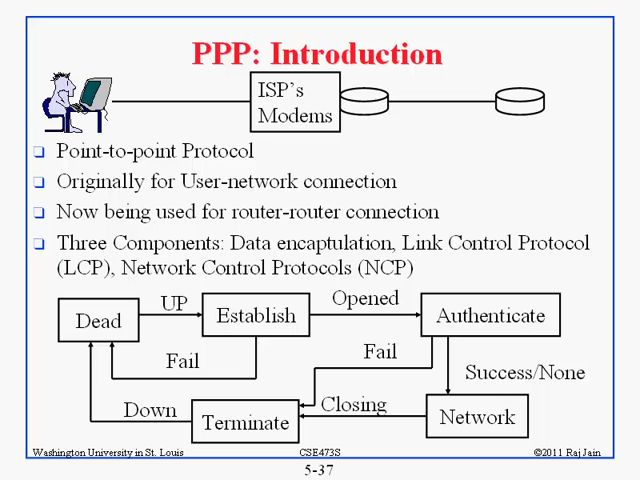 PPP: Introduction
ISP's
Modems
Point-to-point Protocol
Originally for User-network connection
Now being used for router-router connection
Three Components: Data encaptulation, Link Control Protocol
(LCP), Network Control Protocols (NCP)
Dead
UP
Establish
Opened
Authenticate
Fail
Fail
Success/None
Down
Terminate
Closing
Network
Washington University in St. Louis
CSE473S
©2011 Raj Jain
5-37